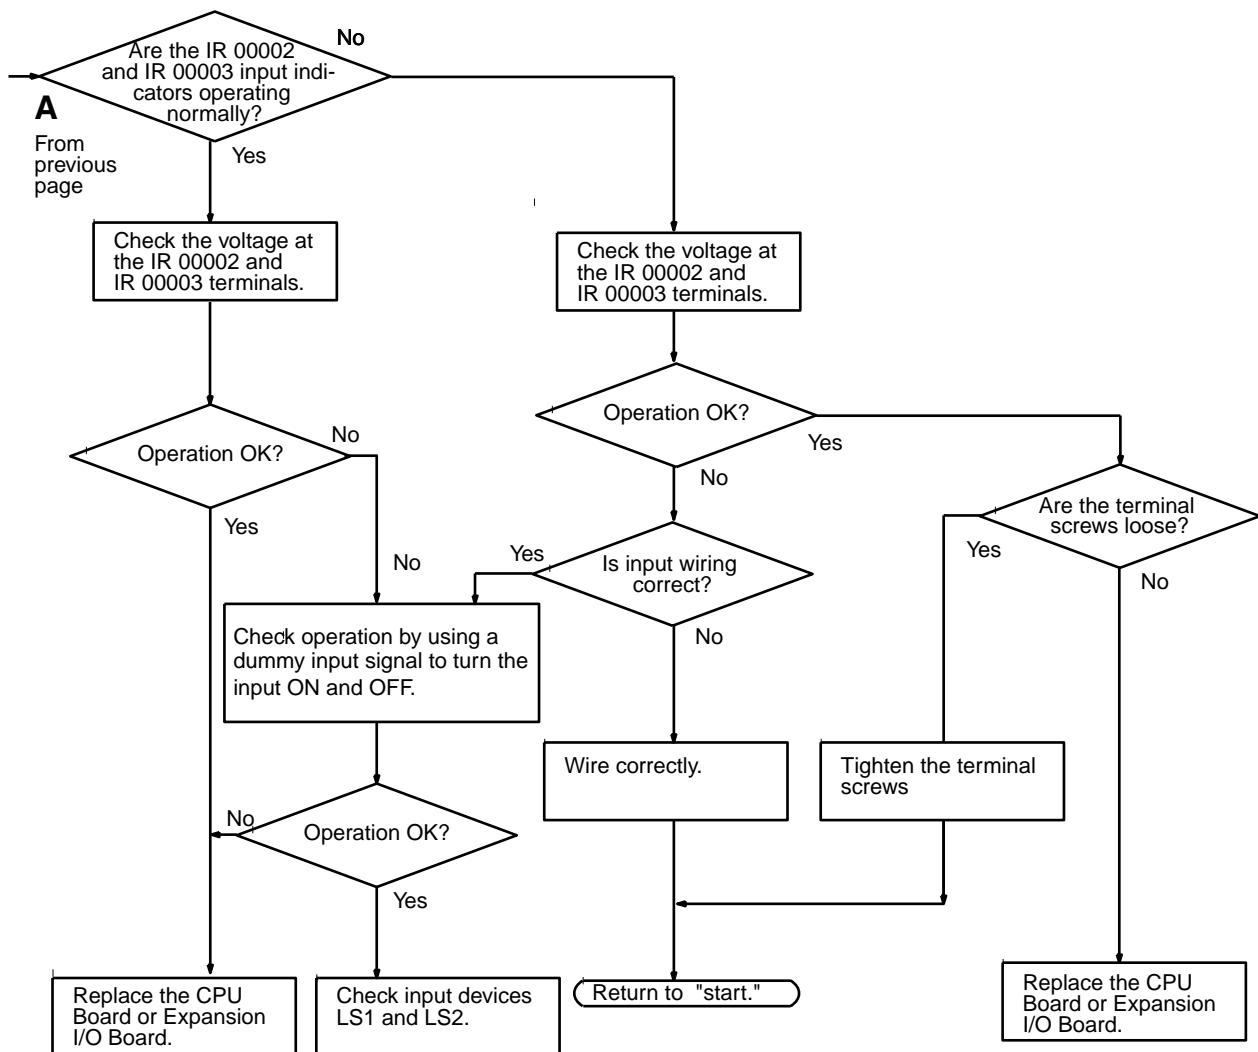 Are the IR 00002
and IR 00003 input indi-
cators operating
normally?
No
A
From
previous
page
Yes
Check the voltage at
the IR 00002 and
IR 00003 terminals.
Check the voltage at
the IR 00002 and
IR 00003 terminals.
Operation OK?
No
Yes
Operation OK?
Yes
No
Are the terminal
screws loose?
Yes
No
Is input wiring
correct?
Yes
No
No
Check operation by using a
dummy input signal to turn the
input ON and OFF.
Wire correctly.
Tighten the terminal
screws
Operation OK?
No
Yes
Replace the CPU
Board or Expansion
I/O Board.
Check input devices
LS1 and LS2.
Return to "start."
Replace the CPU
Board or Expansion
I/O Board.